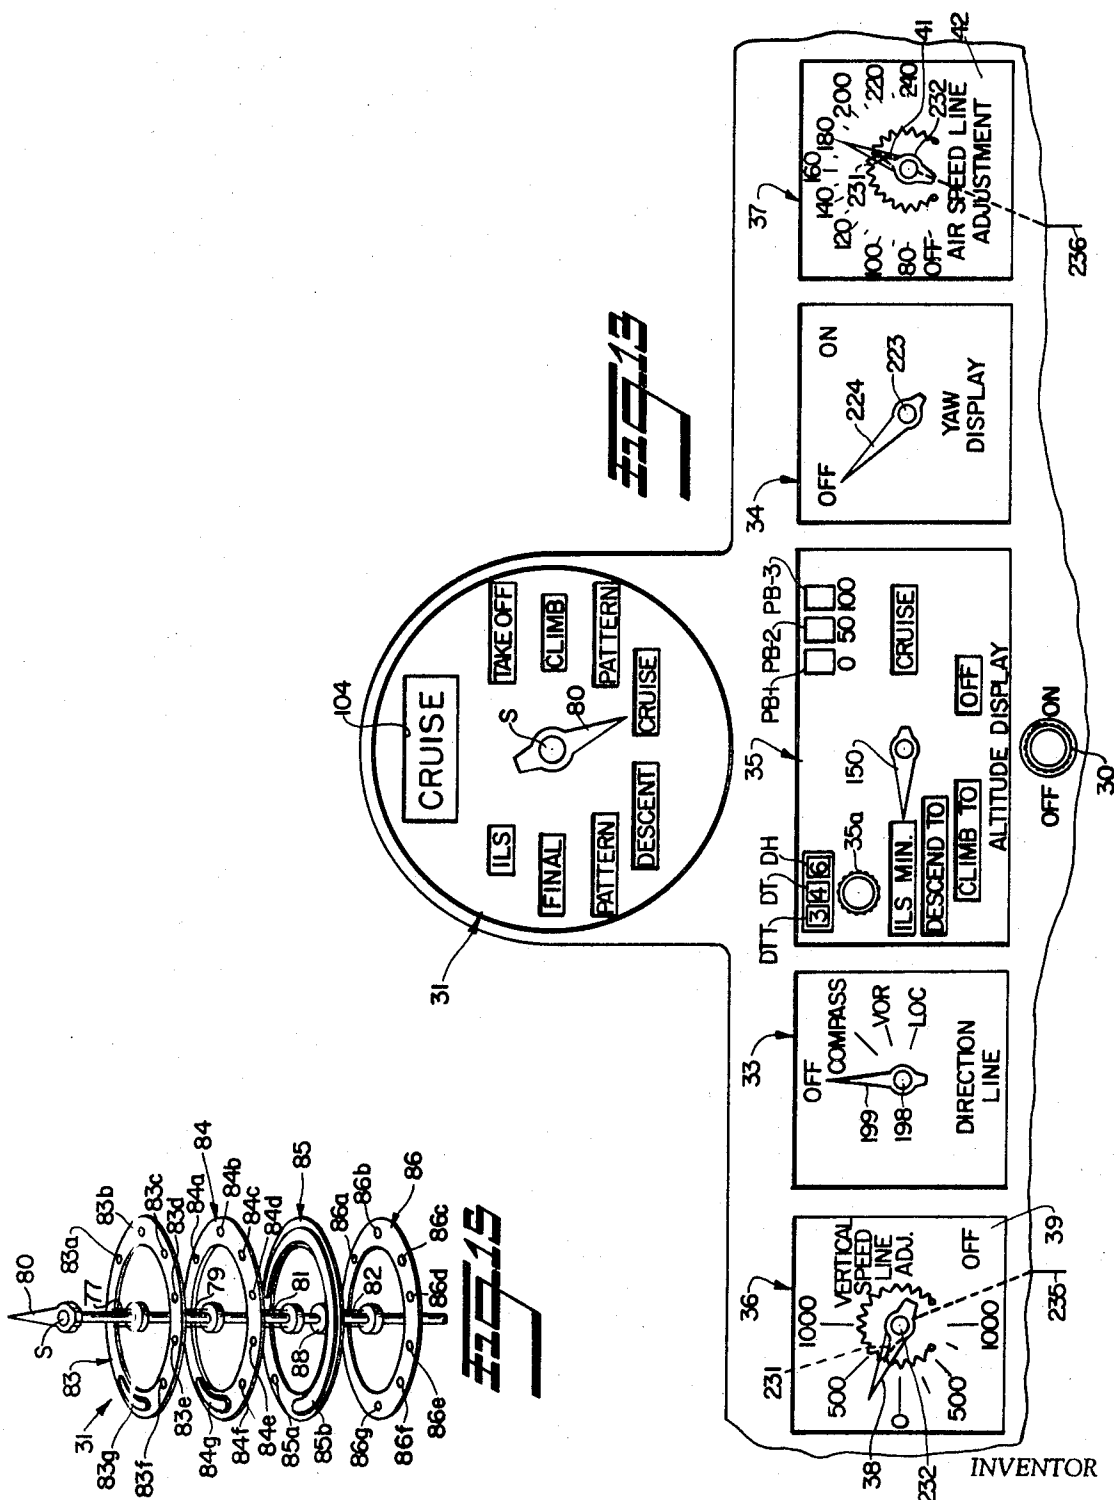 80
S
77
83a
83b
83c
83d
84a
84
84b
84c
84d
85
86a
86b
86
86c
86d
86e
86f
86g
79
81
82
88
83
31
83g
83f
83e
84g
84f
84e
85a
85b
FIG.15
FIG.13
104
CRUISE
S
80
31
ILS
FINAL
PATTERN
DESCENT
CRUISE
PATTERN
CLIMB
TAKE OFF
36
1000
VERTICAL
SPEED
LINE
ADJ.
500
0
500
1000
OFF
231
38
232
235
39
33
OFF
COMPASS
VOR
LOC
199
198
DIRECTION
LINE
35
DTT
DT
DH
3 4 6
35a
150
PB-1
PB-2
PB-3
0 50 100
ILS MIN.
DESCEND TO
CLIMB TO
OFF
CRUISE
ALTITUDE DISPLAY
OFF
ON
30
34
OFF
ON
224
223
YAW
DISPLAY
37
OFF
80
100
120
140
160
180
200
220
240
231
232
41
42
AIR SPEED LINE
ADJUSTMENT
236
INVENTOR